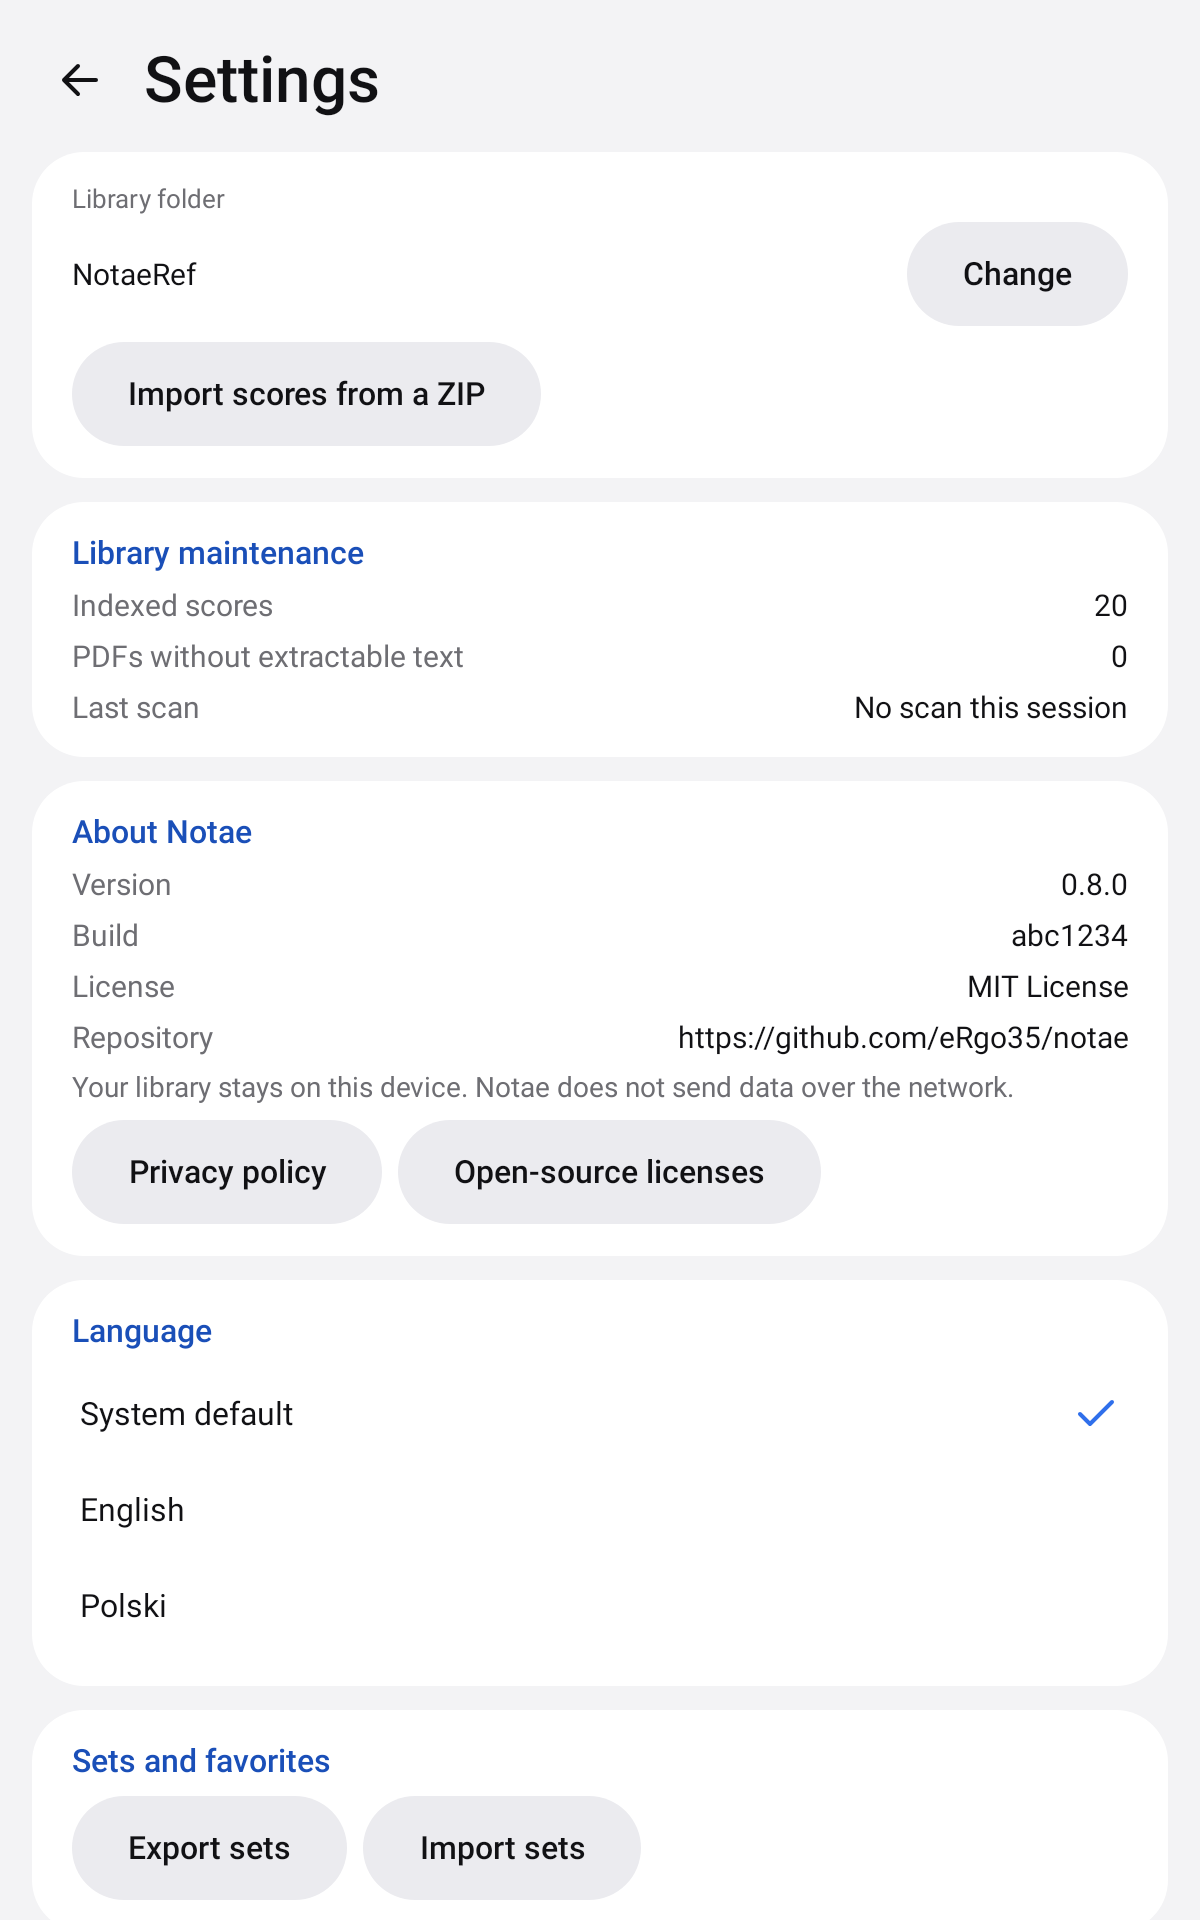 Settings
Library folder
NotaeRef
Change
Import scores from a ZIP
Library maintenance
Indexed scores 20
PDFs without extractable text 0
Last scan No scan this session
About Notae
Version 0.8.0
Build abc1234
License MIT License
Repository https://github.com/eRgo35/notae
Your library stays on this device. Notae does not send data over the network.
Privacy policy Open-source licenses
Language
System default
English
Polski
Sets and favorites
Export sets Import sets